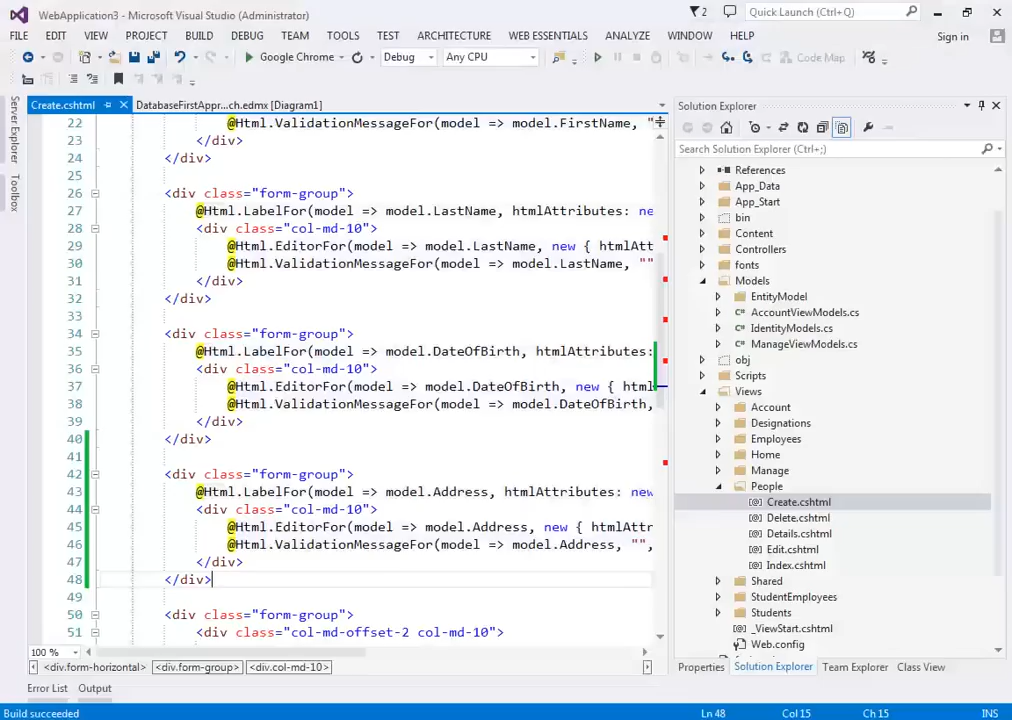 WebApplication3 - Microsoft Visual Studio (Administrator)
2
Quick Launch (Ctrl+Q)
FILE EDIT VIEW PROJECT BUILD DEBUG TEAM TOOLS TEST ARCHITECTURE WEB ESSENTIALS ANALYZE WINDOW HELP
Sign in
Google Chrome Debug Any CPU Code Map
Server Explorer
Toolbox
Create.cshtml DatabaseFirstAppr...ch.edmx [Diagram1]
22 @Html.ValidationMessageFor(model => model.FirstName, "
23 </div>
24 </div>
25
26 <div class="form-group">
27 @Html.LabelFor(model => model.LastName, htmlAttributes: ne
28 <div class="col-md-10">
29 @Html.EditorFor(model => model.LastName, new { htmlAtt
30 @Html.ValidationMessageFor(model => model.LastName, ""
31 </div>
32 </div>
33
34 <div class="form-group">
35 @Html.LabelFor(model => model.DateOfBirth, htmlAttributes:
36 <div class="col-md-10">
37 @Html.EditorFor(model => model.DateOfBirth, new { html
38 @Html.ValidationMessageFor(model => model.DateOfBirth,
39 </div>
40 </div>
41
42 <div class="form-group">
43 @Html.LabelFor(model => model.Address, htmlAttributes: new
44 <div class="col-md-10">
45 @Html.EditorFor(model => model.Address, new { htmlAttr
46 @Html.ValidationMessageFor(model => model.Address, "",
47 </div>
48 </div>
49
50 <div class="form-group">
51 <div class="col-md-offset-2 col-md-10">
100 %
<div.form-horizontal> <div.form-group> <div.col-md-10>
Solution Explorer
Search Solution Explorer (Ctrl+;)
References
App_Data
App_Start
bin
Content
Controllers
fonts
Models
EntityModel
C# AccountViewModels.cs
C# IdentityModels.cs
C# ManageViewModels.cs
obj
Scripts
Views
Account
Designations
Employees
Home
Manage
People
[@] Create.cshtml
[@] Delete.cshtml
[@] Details.cshtml
[@] Edit.cshtml
[@] Index.cshtml
Shared
StudentEmployees
Students
[@] _ViewStart.cshtml
Web.config
Properties Solution Explorer Team Explorer Class View
Error List Output
Build succeeded Ln 48 Col 15 Ch 15 INS